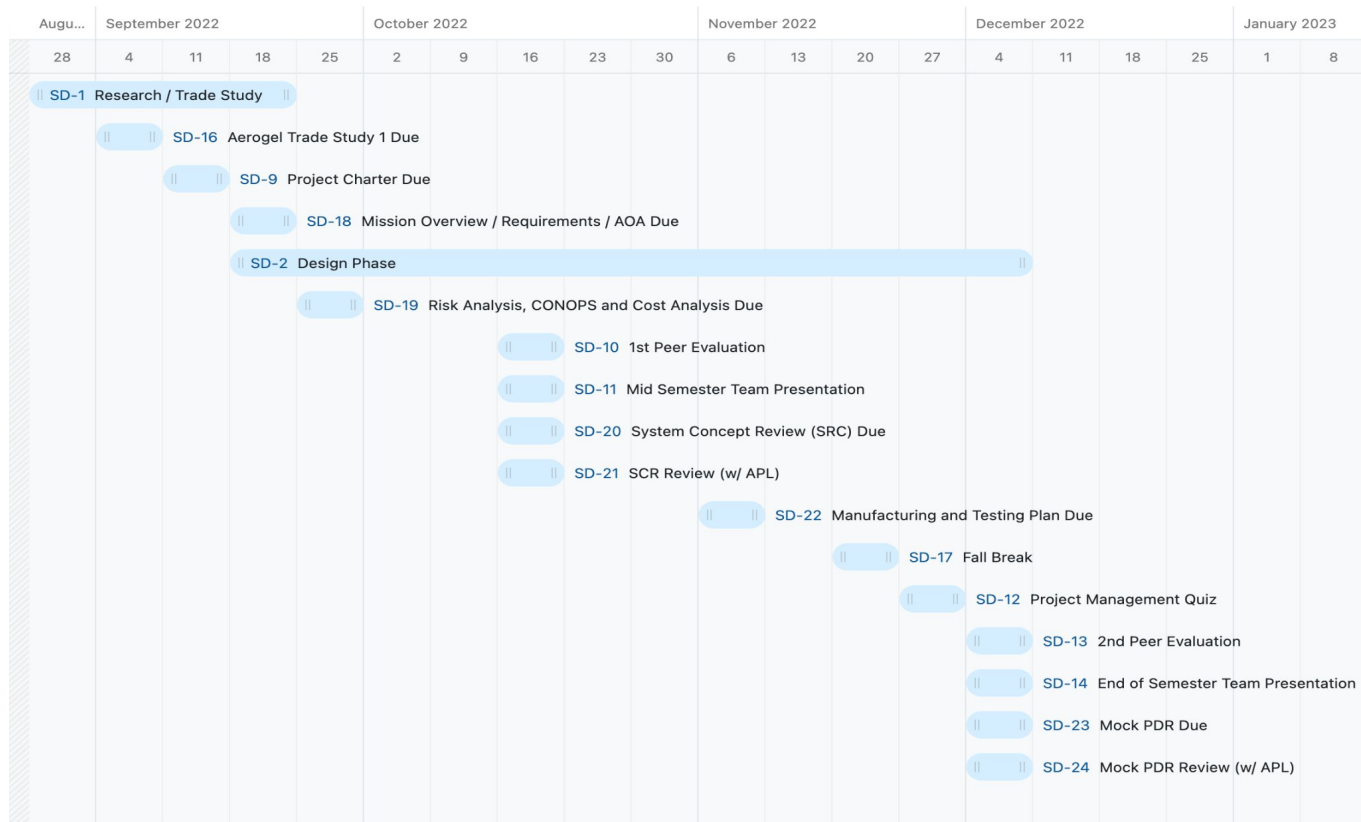 Augu... September 2022 October 2022 November 2022 December 2022 January 2023
28 4 11 18 25 2 9 16 23 30 6 13 20 27 4 11 18 25 1 8
SD-1 Research / Trade Study
SD-16 Aerogel Trade Study 1 Due
SD-9 Project Charter Due
SD-18 Mission Overview / Requirements / AOA Due
SD-2 Design Phase
SD-19 Risk Analysis, CONOPS and Cost Analysis Due
SD-10 1st Peer Evaluation
SD-11 Mid Semester Team Presentation
SD-20 System Concept Review (SRC) Due
SD-21 SCR Review (w/ APL)
SD-22 Manufacturing and Testing Plan Due
SD-17 Fall Break
SD-12 Project Management Quiz
SD-13 2nd Peer Evaluation
SD-14 End of Semester Team Presentation
SD-23 Mock PDR Due
SD-24 Mock PDR Review (w/ APL)